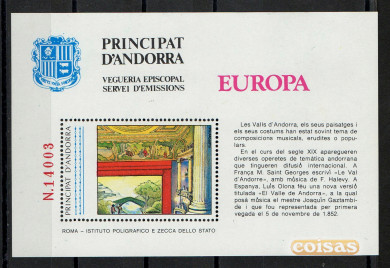 PRINCIPAT
D'ANDORRA
VEGUERIA EPISCOPAL
SERVEI D'EMISSIONS
EUROPA
N.14003
PRINCIPAT D'ANDORRA
Les Valls d'Andorra, els seus paisatges i
els seus costums han estat sovint tema de
composicions musicals, erudites o popu-
lars.
En el curs del segle XIX aparegueren
diverses operetes de temàtica andorrana
que lingueren difusió internacional. A
França M. Saint Georges escriví «Le Val
d'Andorre», amb música de F. Halevy. A
Espanya, Luís Olona féu una nova versió
titulada «El Valle de Andorra», a la qual
posà música el mestre Joaquín Gaztambi-
de i que fou representada per primera
vegada el 5 de novembre de 1.852.
ROMA - ISTITUTO POLIGRAFICO E ZECCA DELLO STATO
coisas